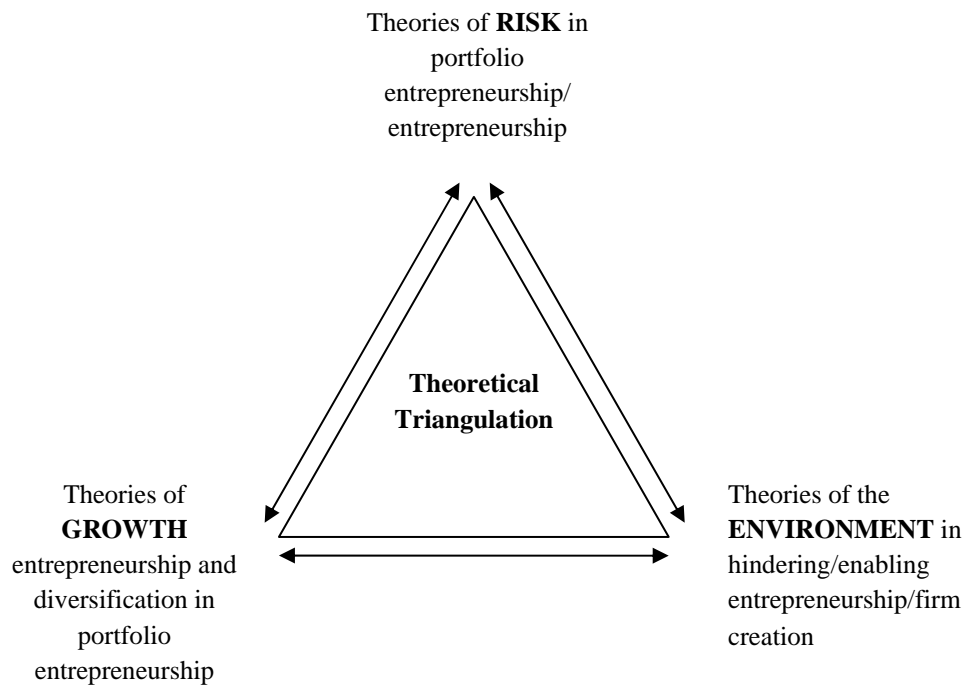 Theories of RISK in
portfolio
entrepreneurship/
entrepreneurship
Theoretical
Triangulation
Theories of
GROWTH
entrepreneurship and
diversification in
portfolio
entrepreneurship
Theories of the
ENVIRONMENT in
hindering/enabling
entrepreneurship/firm
creation